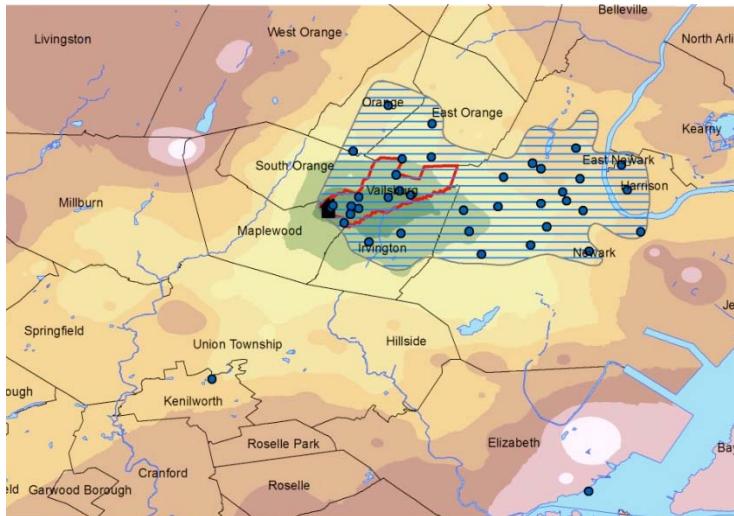 Belleville
Livingston
West Orange
North Arli
Orange
East Orange
Kearny
South Orange
East Newark
Vailsburg
Harrison
Millburn
Maplewood
Irvington
Newark
Je
Springfield
Union Township
Hillside
ough
Kenilworth
Roselle Park
Elizabeth
Ba
Cranford
Roselle
eld
Garwood Borough